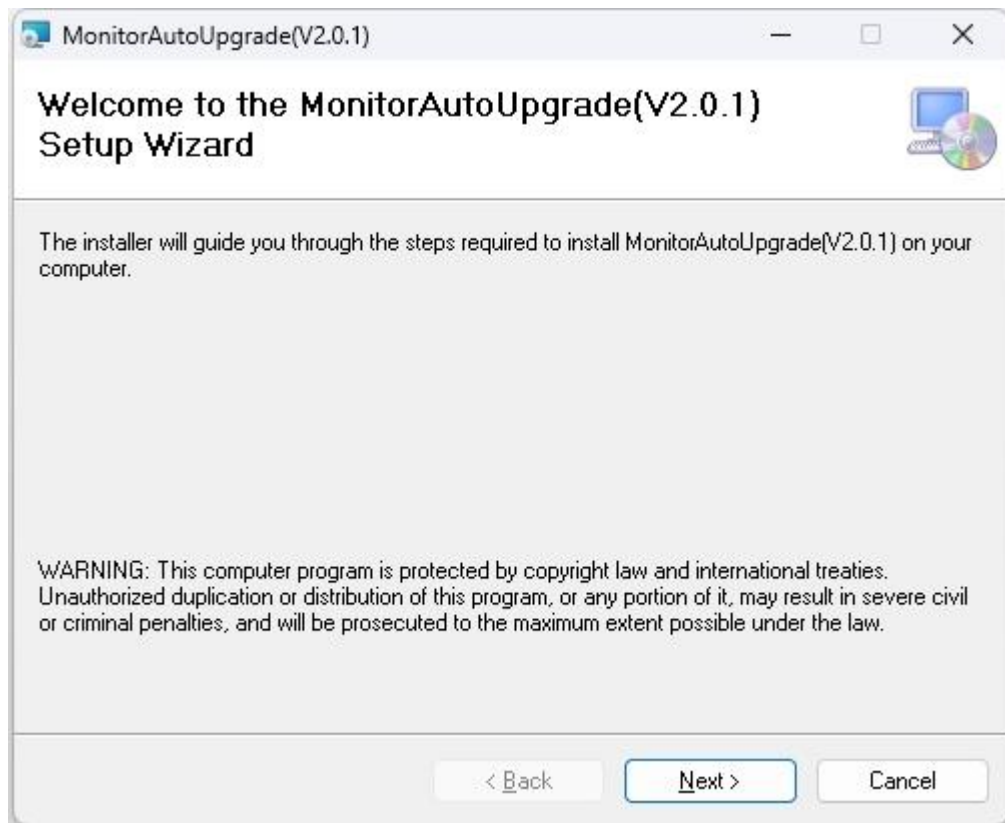 MonitorAutoUpgrade(V2.0.1)
Welcome to the MonitorAutoUpgrade(V2.0.1)
Setup Wizard
The installer will guide you through the steps required to install MonitorAutoUpgrade(V2.0.1) on your
computer.
WARNING: This computer program is protected by copyright law and international treaties.
Unauthorized duplication or distribution of this program, or any portion of it, may result in severe civil
or criminal penalties, and will be prosecuted to the maximum extent possible under the law.
< Back
Next >
Cancel